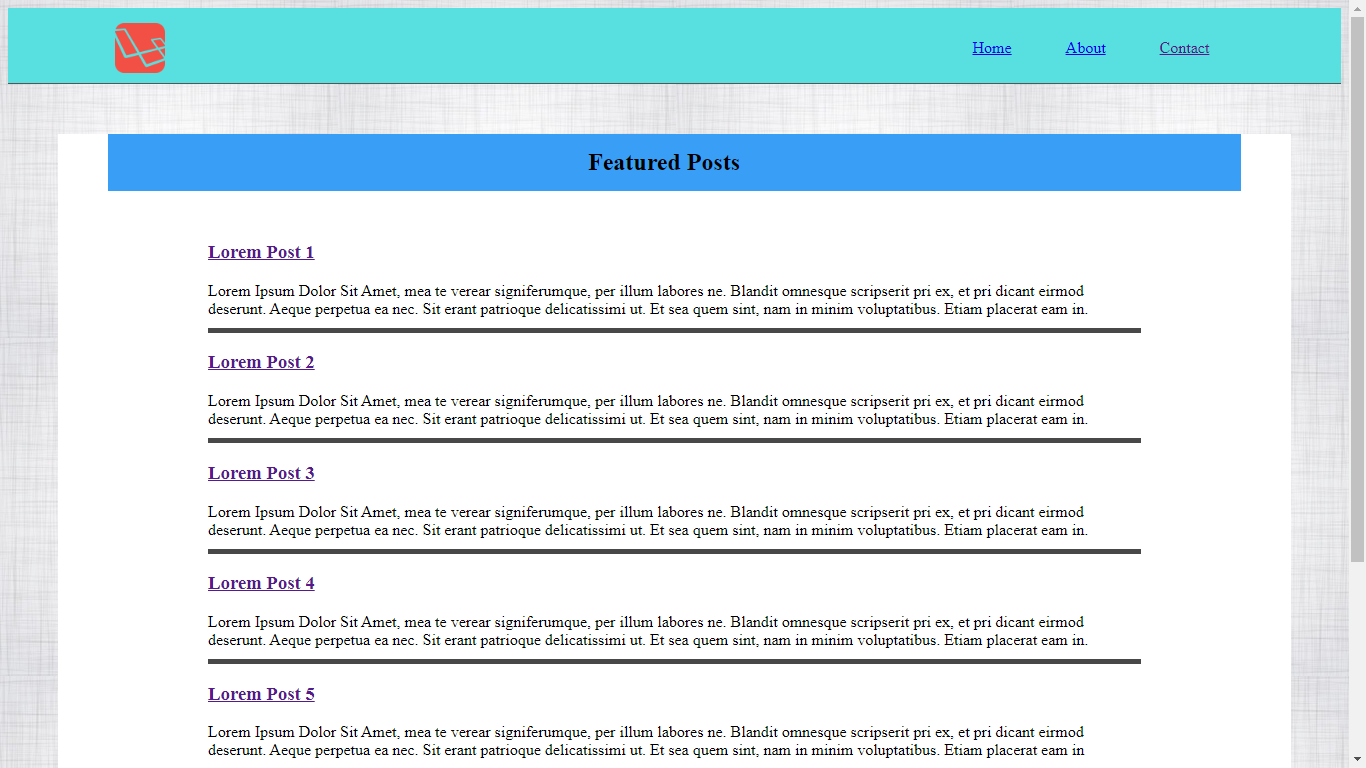 Home About Contact
Featured Posts
Lorem Post 1
Lorem Ipsum Dolor Sit Amet, mea te verear signiferumque, per illum labores ne. Blandit omnesque scripserit pri ex, et pri dicant eirmod
deserunt. Aeque perpetua ea nec. Sit erant patrioque delicatissimi ut. Et sea quem sint, nam in minim voluptatibus. Etiam placerat eam in.
Lorem Post 2
Lorem Ipsum Dolor Sit Amet, mea te verear signiferumque, per illum labores ne. Blandit omnesque scripserit pri ex, et pri dicant eirmod
deserunt. Aeque perpetua ea nec. Sit erant patrioque delicatissimi ut. Et sea quem sint, nam in minim voluptatibus. Etiam placerat eam in.
Lorem Post 3
Lorem Ipsum Dolor Sit Amet, mea te verear signiferumque, per illum labores ne. Blandit omnesque scripserit pri ex, et pri dicant eirmod
deserunt. Aeque perpetua ea nec. Sit erant patrioque delicatissimi ut. Et sea quem sint, nam in minim voluptatibus. Etiam placerat eam in.
Lorem Post 4
Lorem Ipsum Dolor Sit Amet, mea te verear signiferumque, per illum labores ne. Blandit omnesque scripserit pri ex, et pri dicant eirmod
deserunt. Aeque perpetua ea nec. Sit erant patrioque delicatissimi ut. Et sea quem sint, nam in minim voluptatibus. Etiam placerat eam in.
Lorem Post 5
Lorem Ipsum Dolor Sit Amet, mea te verear signiferumque, per illum labores ne. Blandit omnesque scripserit pri ex, et pri dicant eirmod
deserunt. Aeque perpetua ea nec. Sit erant patrioque delicatissimi ut. Et sea quem sint, nam in minim voluptatibus. Etiam placerat eam in